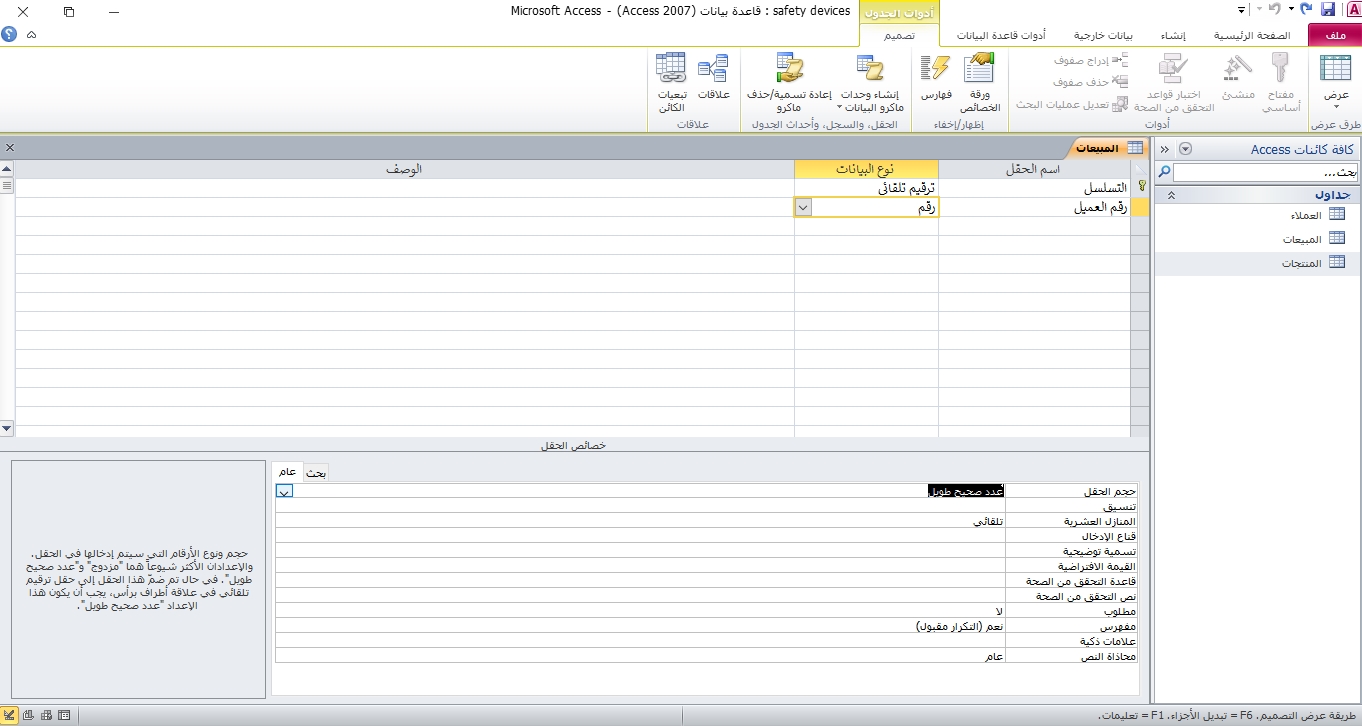 safety devices : قاعدة بيانات (Access 2007) - Microsoft Access
أدوات الجدول
ملف
الصفحة الرئيسية
إنشاء
بيانات خارجية
أدوات قاعدة البيانات
تصميم
عرض
طرق عرض
مفتاح أساسي
منشئ
اختبار قواعد التحقق من الصحة
إدراج صفوف
حذف صفوف
تعديل عمليات البحث
أدوات
ورقة الخصائص
فهارس
إظهار/إخفاء
إنشاء وحدات ماكرو البيانات
إعادة تسمية/حذف ماكرو
الحقل، والسجل، وأحداث الجدول
علاقات
تبعيات الكائن
علاقات
كافة كائنات Access
بحث...
جداول
العملاء
المبيعات
المنتجات
المبيعات
اسم الحقل
نوع البيانات
الوصف
التسلسل
ترقيم تلقائي
رقم العميل
رقم
خصائص الحقل
عام
بحث
حجم الحقل
عدد صحيح طويل
تنسيق
المنازل العشرية
تلقائي
قناع الإدخال
تسمية توضيحية
القيمة الافتراضية
قاعدة التحقق من الصحة
نص التحقق من الصحة
مطلوب
لا
مفهرس
نعم (التكرار مقبول)
علامات ذكية
محاذاة النص
عام
حجم ونوع الأرقام التي سيتم إدخالها في الحقل.
والإعدادان الأكثر شيوعاً هما "مزدوج" و"عدد صحيح
طويل". في حال تم ضمّ هذا الحقل إلى حقل ترقيم
تلقائي في علاقة أطراف برأس، يجب أن يكون هذا
الإعداد "عدد صحيح طويل".
طريقة عرض التصميم. F6 = تبديل الأجزاء. F1 = تعليمات.